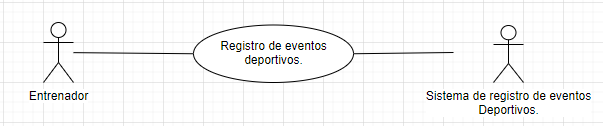 Registro de eventos
deportivos.
Entrenador
Sistema de registro de eventos
Deportivos.